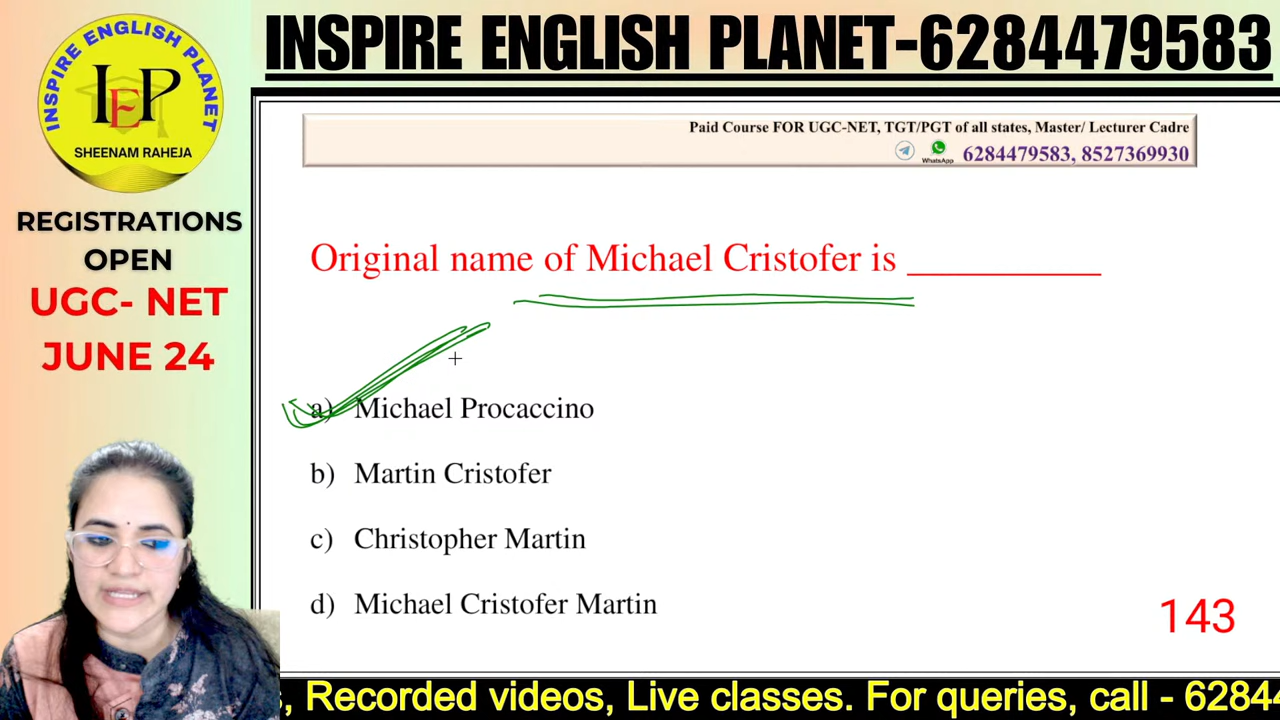 INSPIRE ENGLISH PLANET
IEP
SHEENAM RAHEJA
REGISTRATIONS
OPEN
UGC- NET
JUNE 24
INSPIRE ENGLISH PLANET-6284479583
Paid Course FOR UGC-NET, TGT/PGT of all states, Master/ Lecturer Cadre
WhatsApp 6284479583, 8527369930
Original name of Michael Cristofer is ___________
a) Michael Procaccino
b) Martin Cristofer
c) Christopher Martin
d) Michael Cristofer Martin
143
, Recorded videos, Live classes. For queries, call - 6284